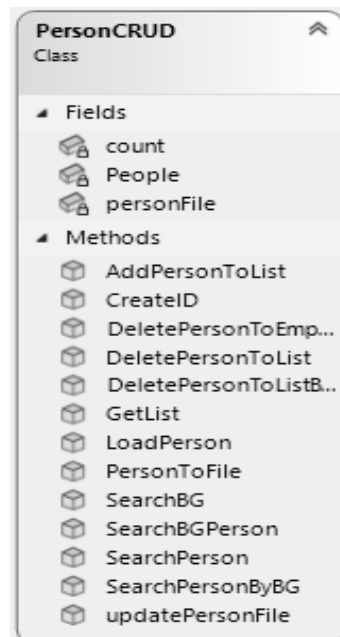 PersonCRUD
Class
Fields
count
People
personFile
Methods
AddPersonToList
CreateID
DeletePersonToEmp...
DeletePersonToList
DeletePersonToListB...
GetList
LoadPerson
PersonToFile
SearchBG
SearchBGPerson
SearchPerson
SearchPersonByBG
updatePersonFile